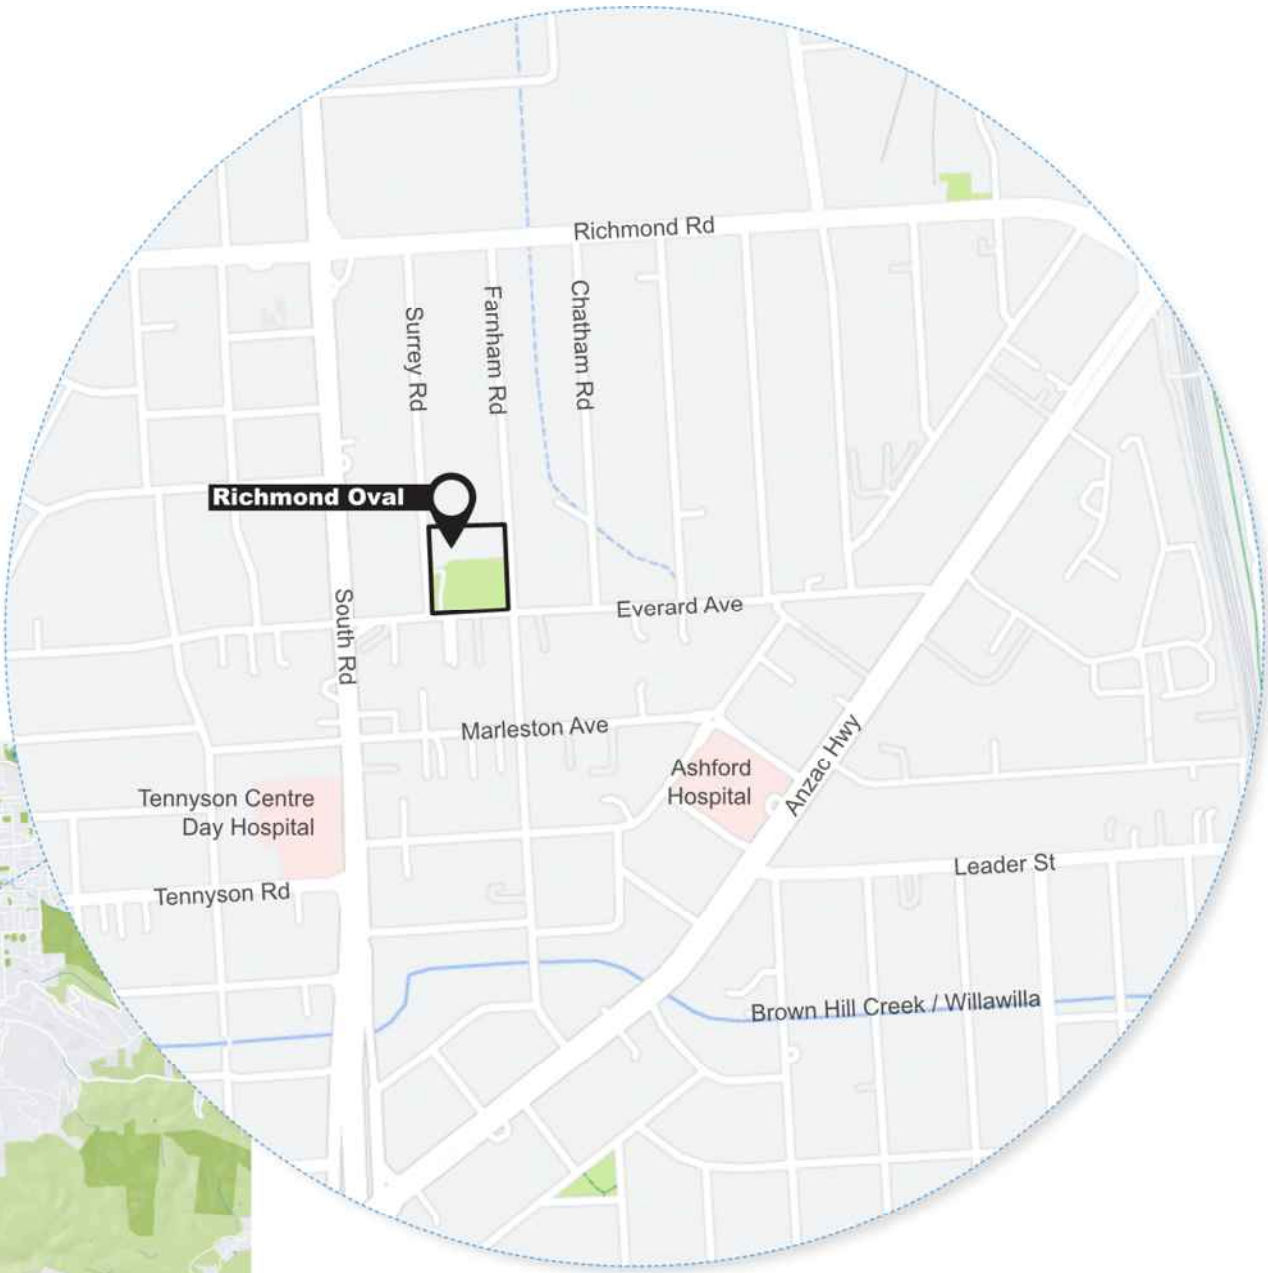 Richmond Rd
Surrey Rd
Farnham Rd
Chatham Rd
Richmond Oval
South Rd
Everard Ave
Marleston Ave
Anzac Hwy
Ashford
Hospital
Tennyson Centre
Day Hospital
Leader St
Tennyson Rd
Brown Hill Creek / Willawilla